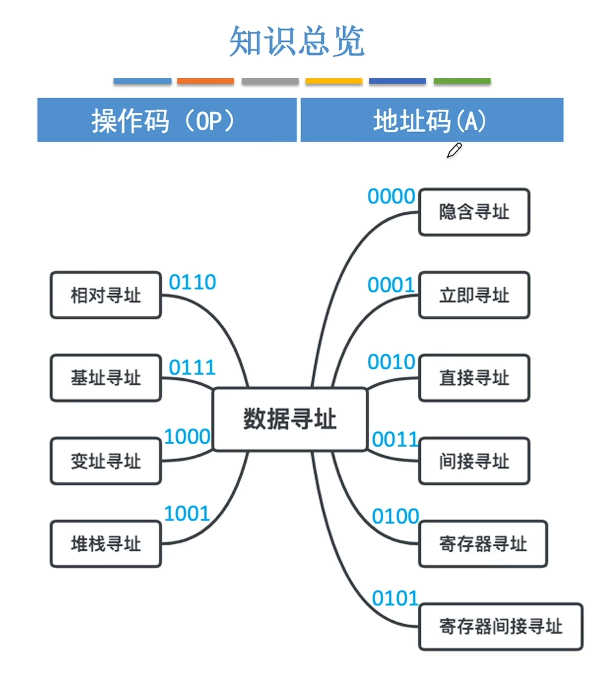 知识总览
操作码（OP）
地址码(A)
0000
隐含寻址
0001
立即寻址
0010
直接寻址
0011
间接寻址
0100
寄存器寻址
0101
寄存器间接寻址
数据寻址
0110
相对寻址
0111
基址寻址
1000
变址寻址
1001
堆栈寻址